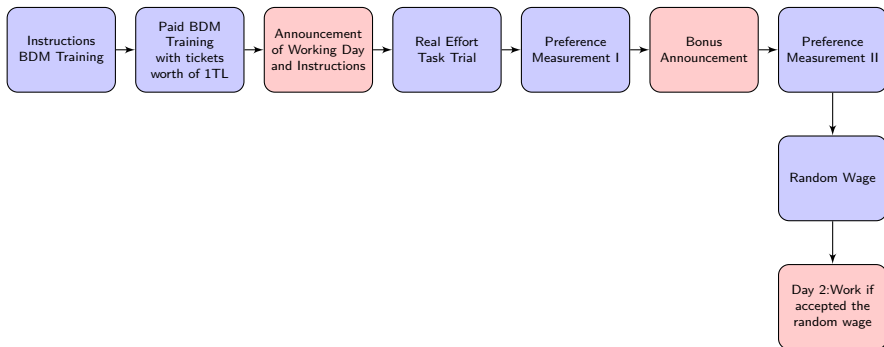 Instructions
BDM Training
Paid BDM
Training
with tickets
worth of 1TL
Announcement
of Working Day
and Instructions
Real Effort
Task Trial
Preference
Measurement I
Bonus
Announcement
Preference
Measurement II
Random Wage
Day 2:Work if
accepted the
random wage